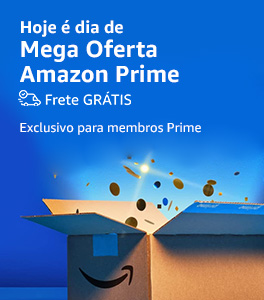 Hoje é dia de
Mega Oferta
Amazon Prime
Frete GRÁTIS
Exclusivo para membros Prime